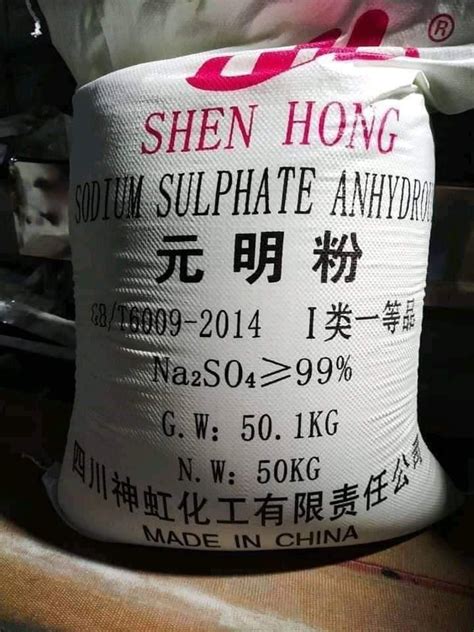 ®
SHEN HONG
SODIUM SULPHATE ANHYDROUS
元明粉
GB/T6009-2014 I类一等品
Na₂SO₄≥99%
G.W: 50.1KG
N.W: 50KG
四川神虹化工有限责任公司
MADE IN CHINA